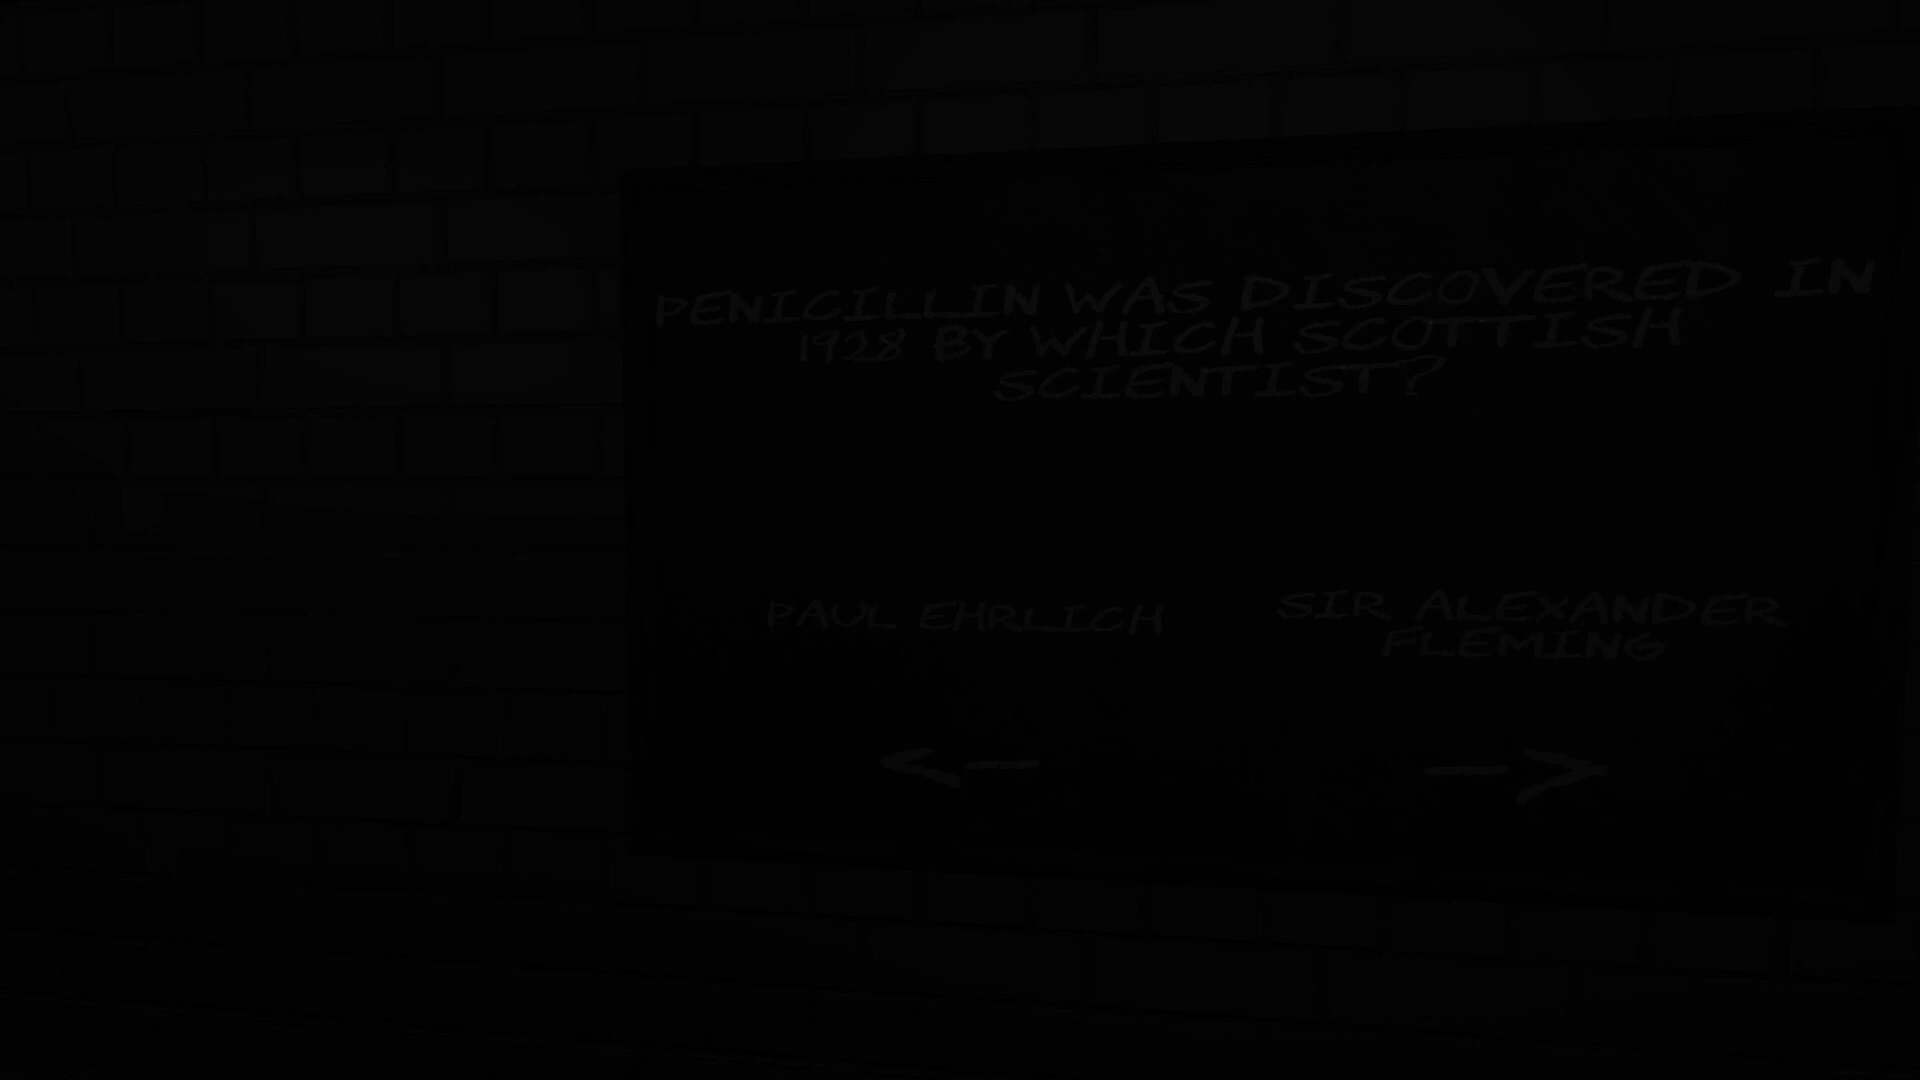 PENICILLIN WAS DISCOVERED IN
1928 BY WHICH SCOTTISH
SCIENTIST?
PAUL EHRLICH
SIR ALEXANDER
FLEMING